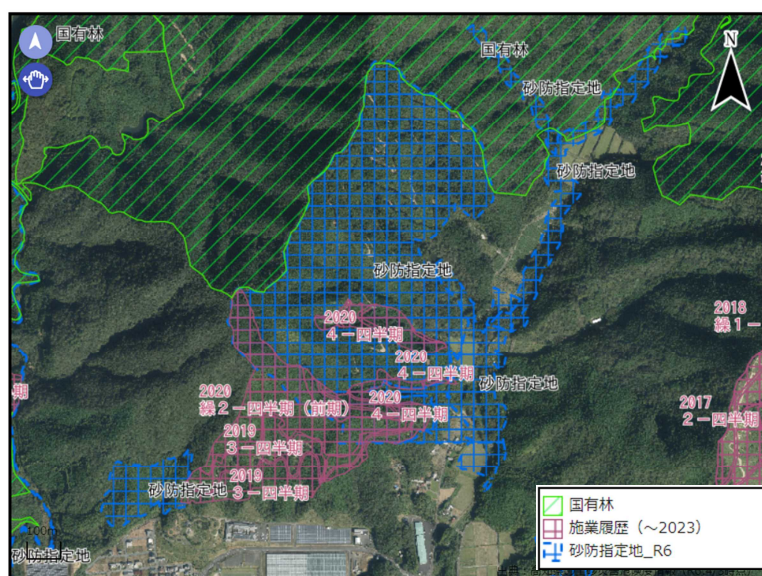 国有林
国有林
N
砂防指定地
砂防指定地
砂防指定地
2020
4－四半期
2018
繰1－
2020
4－四半期
砂防指定地
期
2020
繰2－四半期（前期）
2020
4－四半期
2017
2－四半期
2019
3－四半期
2019
3－四半期
砂防指定地
100m
砂防指定地
国有林
施業履歴（～2023）
砂防指定地_R6